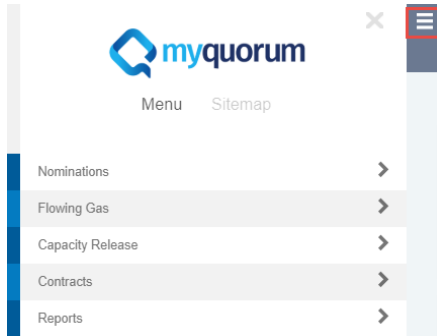 myquorum
Menu Sitemap
Nominations
Flowing Gas
Capacity Release
Contracts
Reports